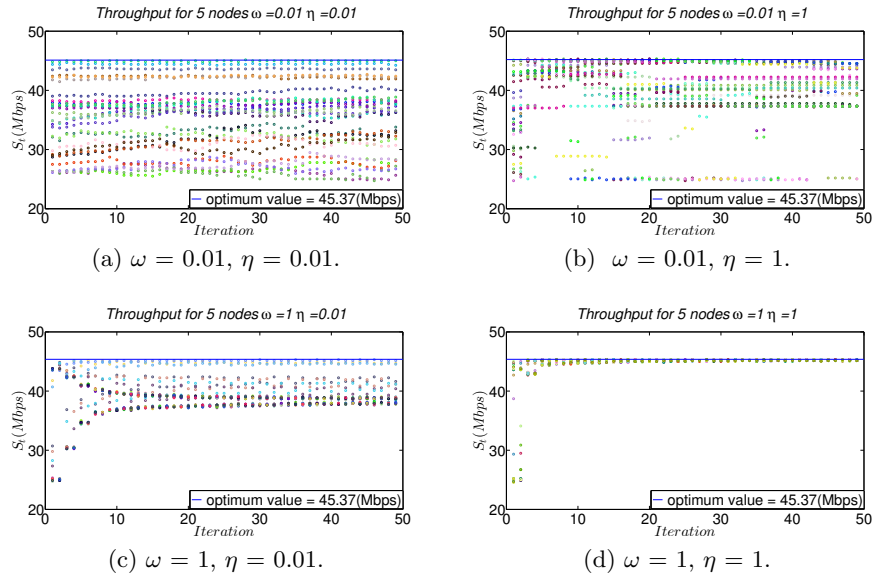 Throughput for 5 nodes ω =0.01 η =0.01
50
40
30
20
S_t(Mbps)
0 10 20 30 40 50
Iteration
optimum value = 45.37(Mbps)
(a) ω = 0.01, η = 0.01.
Throughput for 5 nodes ω =0.01 η =1
50
40
30
20
S_t(Mbps)
0 10 20 30 40 50
Iteration
optimum value = 45.37(Mbps)
(b) ω = 0.01, η = 1.
Throughput for 5 nodes ω =1 η =0.01
50
40
30
20
S_t(Mbps)
0 10 20 30 40 50
Iteration
optimum value = 45.37(Mbps)
(c) ω = 1, η = 0.01.
Throughput for 5 nodes ω =1 η =1
50
40
30
20
S_t(Mbps)
0 10 20 30 40 50
Iteration
optimum value = 45.37(Mbps)
(d) ω = 1, η = 1.